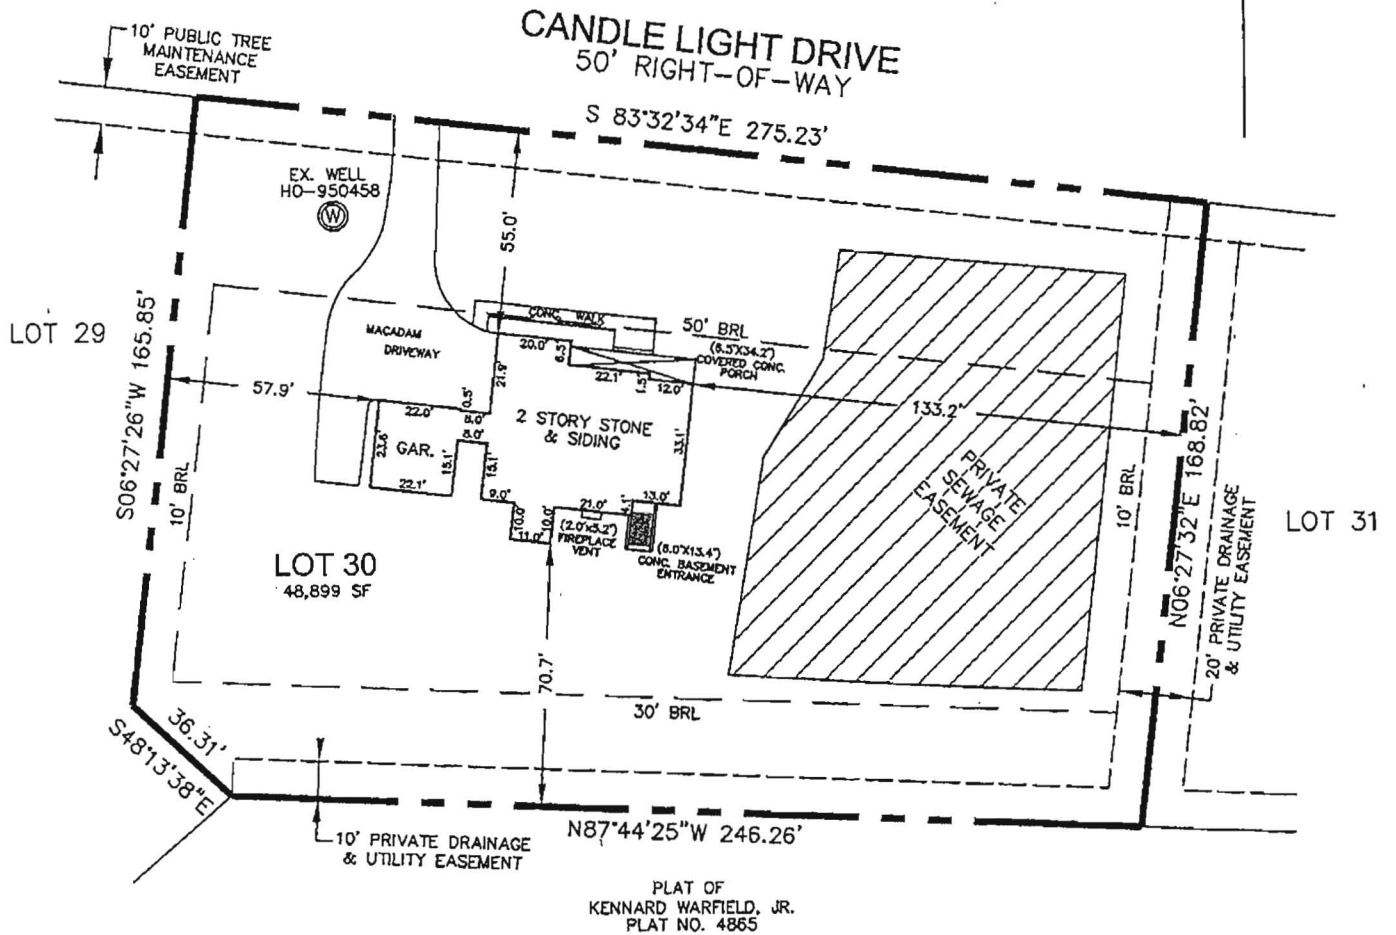 CANDLE LIGHT DRIVE
50' RIGHT-OF-WAY
S 83°32'34"E 275.23'
10' PUBLIC TREE
MAINTENANCE
EASEMENT
EX. WELL
HO-950458
W
55.0'
LOT 29
S06°27'26"W 165.85'
10' BRL
57.9'
MACADAM
DRIVEWAY
CONC. WALK
50' BRL
(6.5'X34.2')
COVERED CONC.
PORCH
20.0'
6.5'
22.1'
1.5'
12.0'
21.9'
133.2'
22.0'
0.5'
8.0'
8.0'
2 STORY STONE
& SIDING
33.1'
23.6'
GAR.
15.1'
15.1'
22.1'
9.0'
10.0'
11.0'
10.0'
21.0'
4.1'
13.0'
(2.0'X5.2')
FIREPLACE
VENT
(6.0'X13.4')
CONC. BASEMENT
ENTRANCE
PRIVATE
SEWAGE
EASEMENT
10' BRL
N06°27'32"E 168.82'
20' PRIVATE DRAINAGE
& UTILITY EASEMENT
LOT 31
LOT 30
48,899 SF
70.7'
30' BRL
36.31'
S48°13'38"E
N87°44'25"W 246.26'
10' PRIVATE DRAINAGE
& UTILITY EASEMENT
PLAT OF
KENNARD WARFIELD, JR.
PLAT NO. 4865